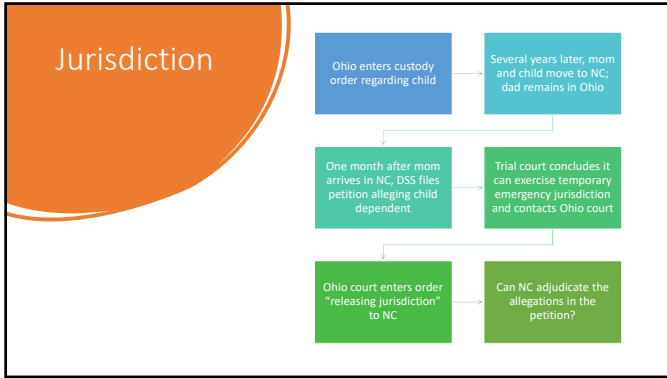 Jurisdiction
Ohio enters custody
order regarding child
Several years later, mom
and child move to NC;
dad remains in Ohio
One month after mom
arrives in NC, DSS files
petition alleging child
dependent
Trial court concludes it
can exercise temporary
emergency jurisdiction
and contacts Ohio court
Ohio court enters order
“releasing jurisdiction”
to NC
Can NC adjudicate the
allegations in the
petition?